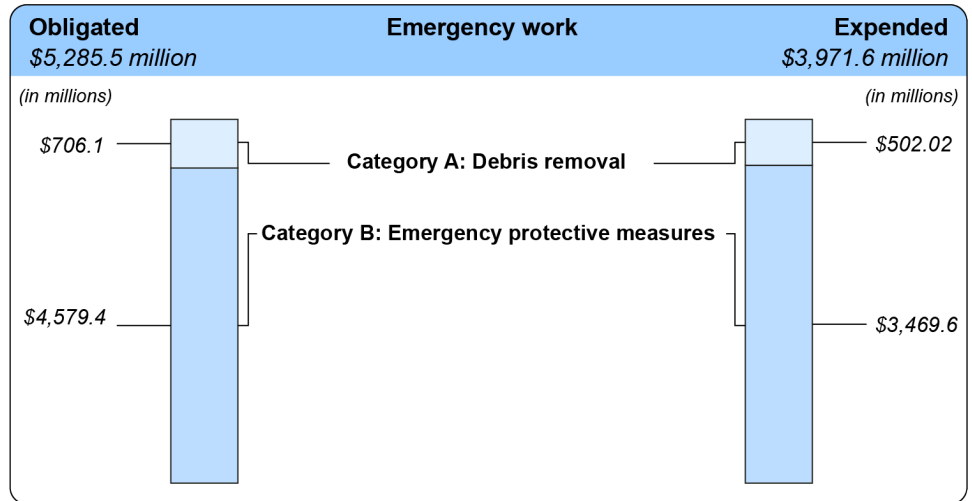 Obligated
Emergency work
Expended
$5,285.5 million
$3,971.6 million
(in millions)
(in millions)
$706.1
Category A: Debris removal
$502.02
Category B: Emergency protective measures
$4,579.4
$3,469.6